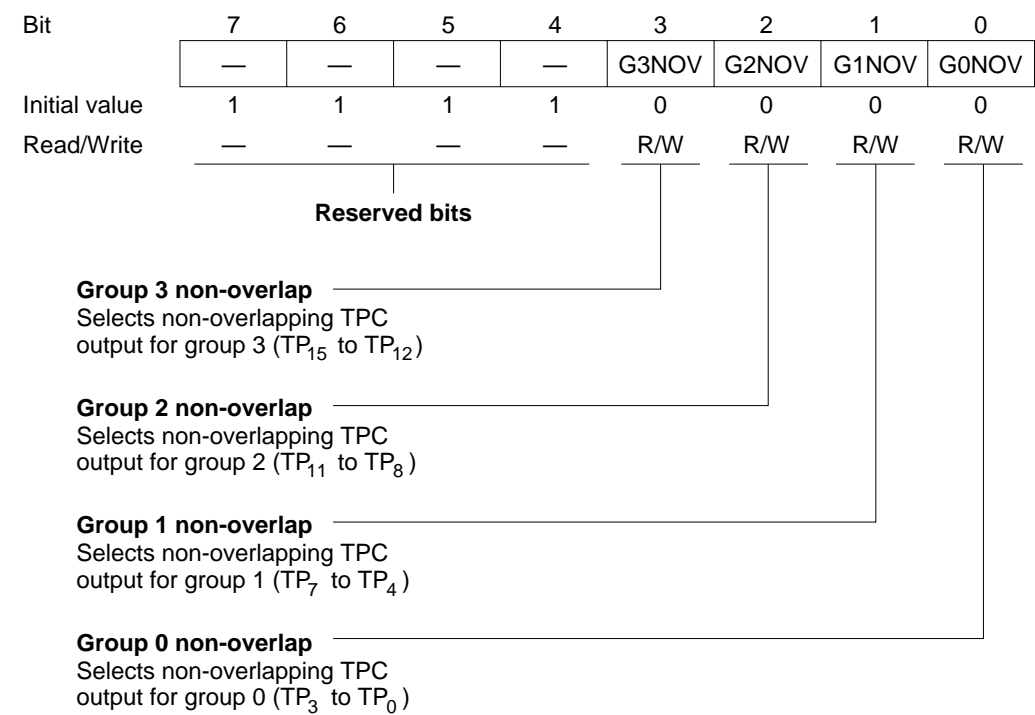 Bit 7 6 5 4 3 2 1 0
— — — — G3NOV G2NOV G1NOV G0NOV
Initial value 1 1 1 1 0 0 0 0
Read/Write — — — — R/W R/W R/W R/W
Reserved bits
Group 3 non-overlap
Selects non-overlapping TPC
output for group 3 (TP15 to TP12)
Group 2 non-overlap
Selects non-overlapping TPC
output for group 2 (TP11 to TP8)
Group 1 non-overlap
Selects non-overlapping TPC
output for group 1 (TP7 to TP4)
Group 0 non-overlap
Selects non-overlapping TPC
output for group 0 (TP3 to TP0)